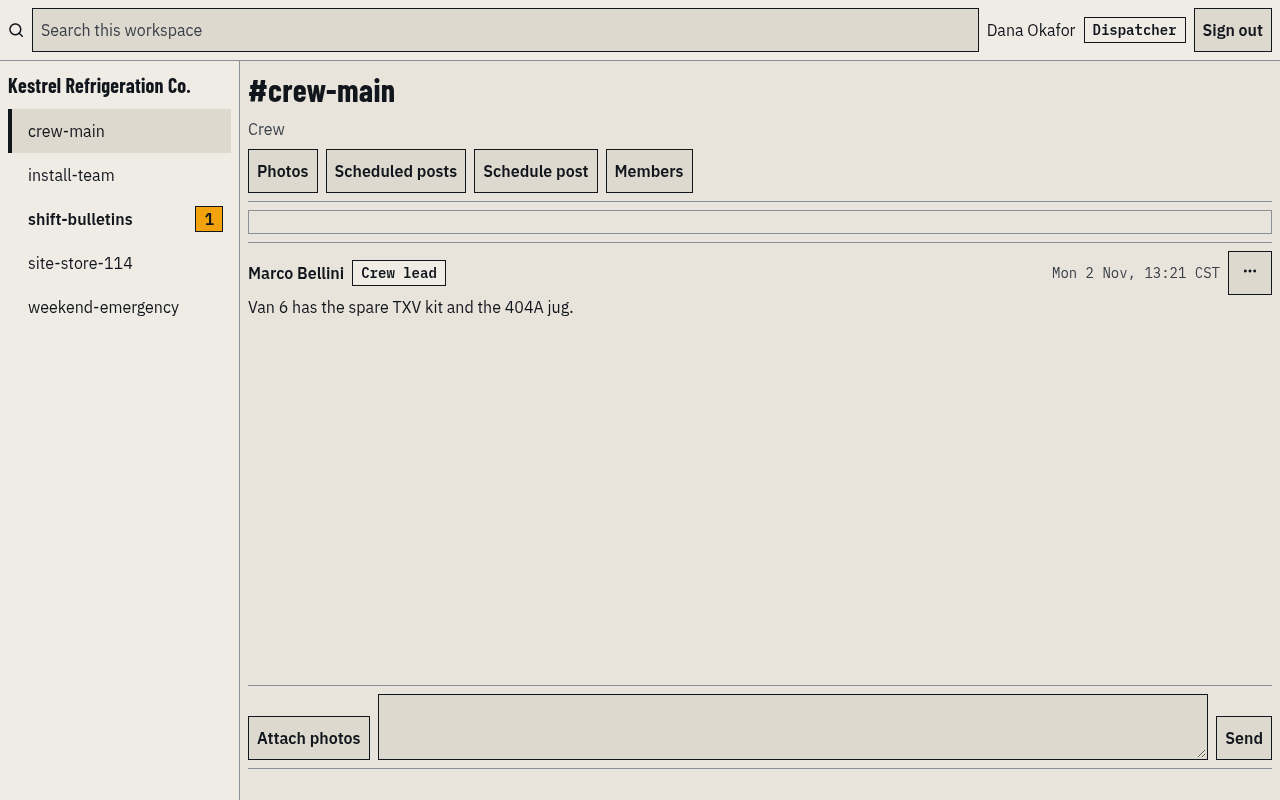 Search this workspace
Dana Okafor
Dispatcher
Sign out
Kestrel Refrigeration Co.
crew-main
install-team
shift-bulletins 1
site-store-114
weekend-emergency
#crew-main
Crew
Photos
Scheduled posts
Schedule post
Members
Marco Bellini Crew lead Mon 2 Nov, 13:21 CST
Van 6 has the spare TXV kit and the 404A jug.
Attach photos
Send